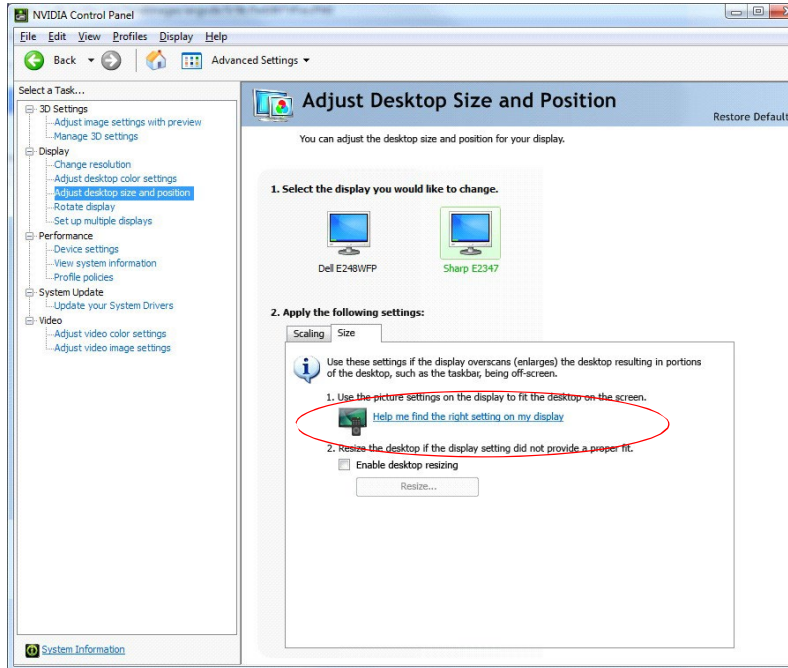 NVIDIA Control Panel
File Edit View Profiles Display Help
Back Advanced Settings
Select a Task...
3D Settings
Adjust image settings with preview
Manage 3D settings
Display
Change resolution
Adjust desktop color settings
Adjust desktop size and position
Rotate display
Set up multiple displays
Performance
Device settings
View system information
Profile policies
System Update
Update your System Drivers
Video
Adjust video color settings
Adjust video image settings
System Information
Adjust Desktop Size and Position
Restore Default
You can adjust the desktop size and position for your display.
1. Select the display you would like to change.
Dell E248WFP Sharp E2347
2. Apply the following settings:
Scaling Size
Use these settings if the display overscans (enlarges) the desktop resulting in portions
of the desktop, such as the taskbar, being off-screen.
1. Use the picture settings on the display to fit the desktop on the screen.
Help me find the right setting on my display
2. Resize the desktop if the display setting did not provide a proper fit.
Enable desktop resizing
Resize...